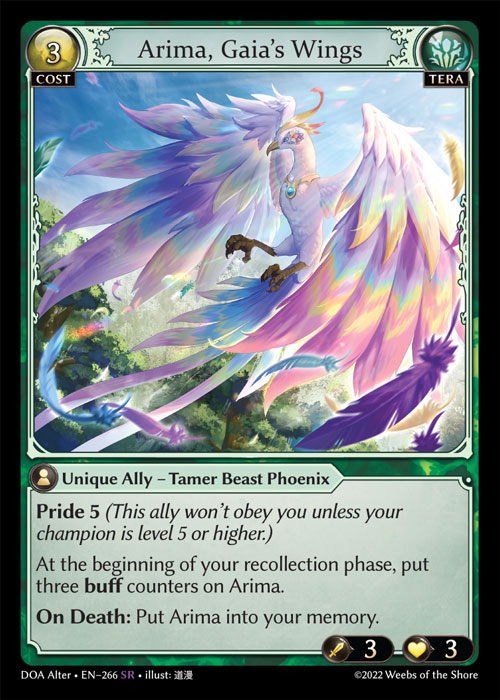 3
COST
Arima, Gaia's Wings
TERA
Unique Ally – Tamer Beast Phoenix
Pride 5 (This ally won't obey you unless your
champion is level 5 or higher.)
At the beginning of your recollection phase, put
three buff counters on Arima.
On Death: Put Arima into your memory.
3
3
DOA Alter • EN–266 SR • illust: 道漫
©2022 Weebs of the Shore